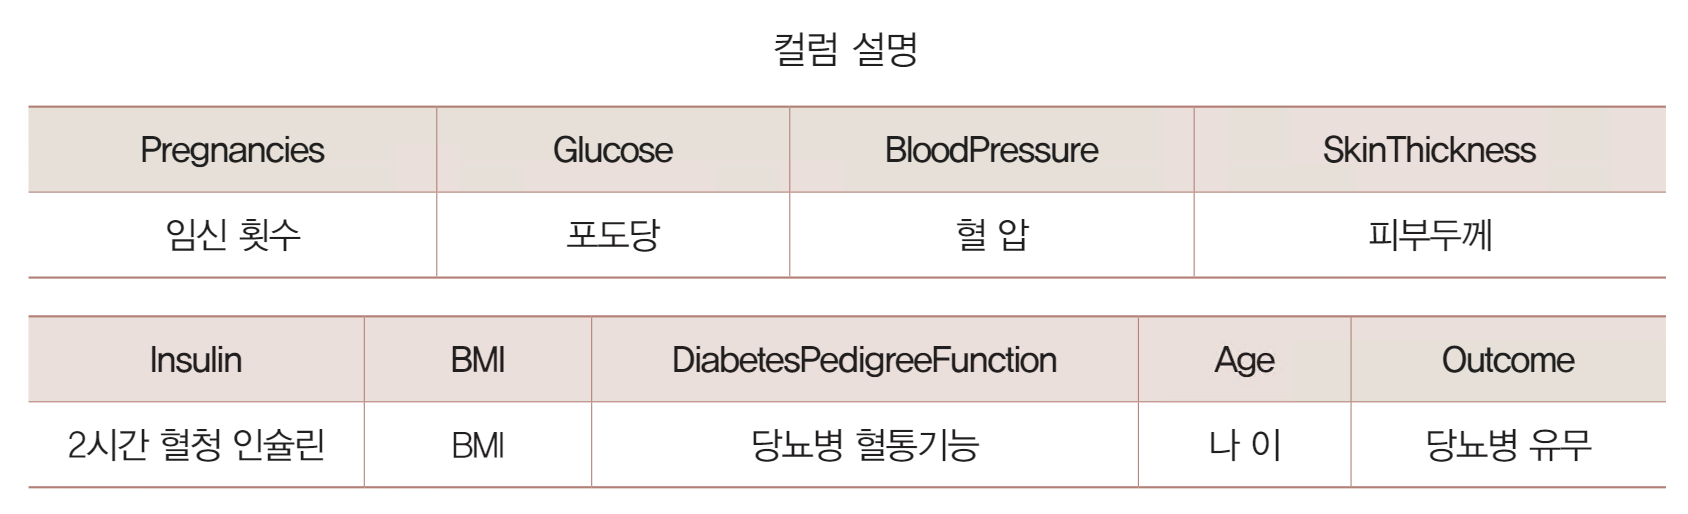 컬럼 설명
Pregnancies Glucose BloodPressure SkinThickness
임신 횟수 포도당 혈 압 피부두께
Insulin BMI DiabetesPedigreeFunction Age Outcome
2시간 혈청 인슐린 BMI 당뇨병 혈통기능 나 이 당뇨병 유무